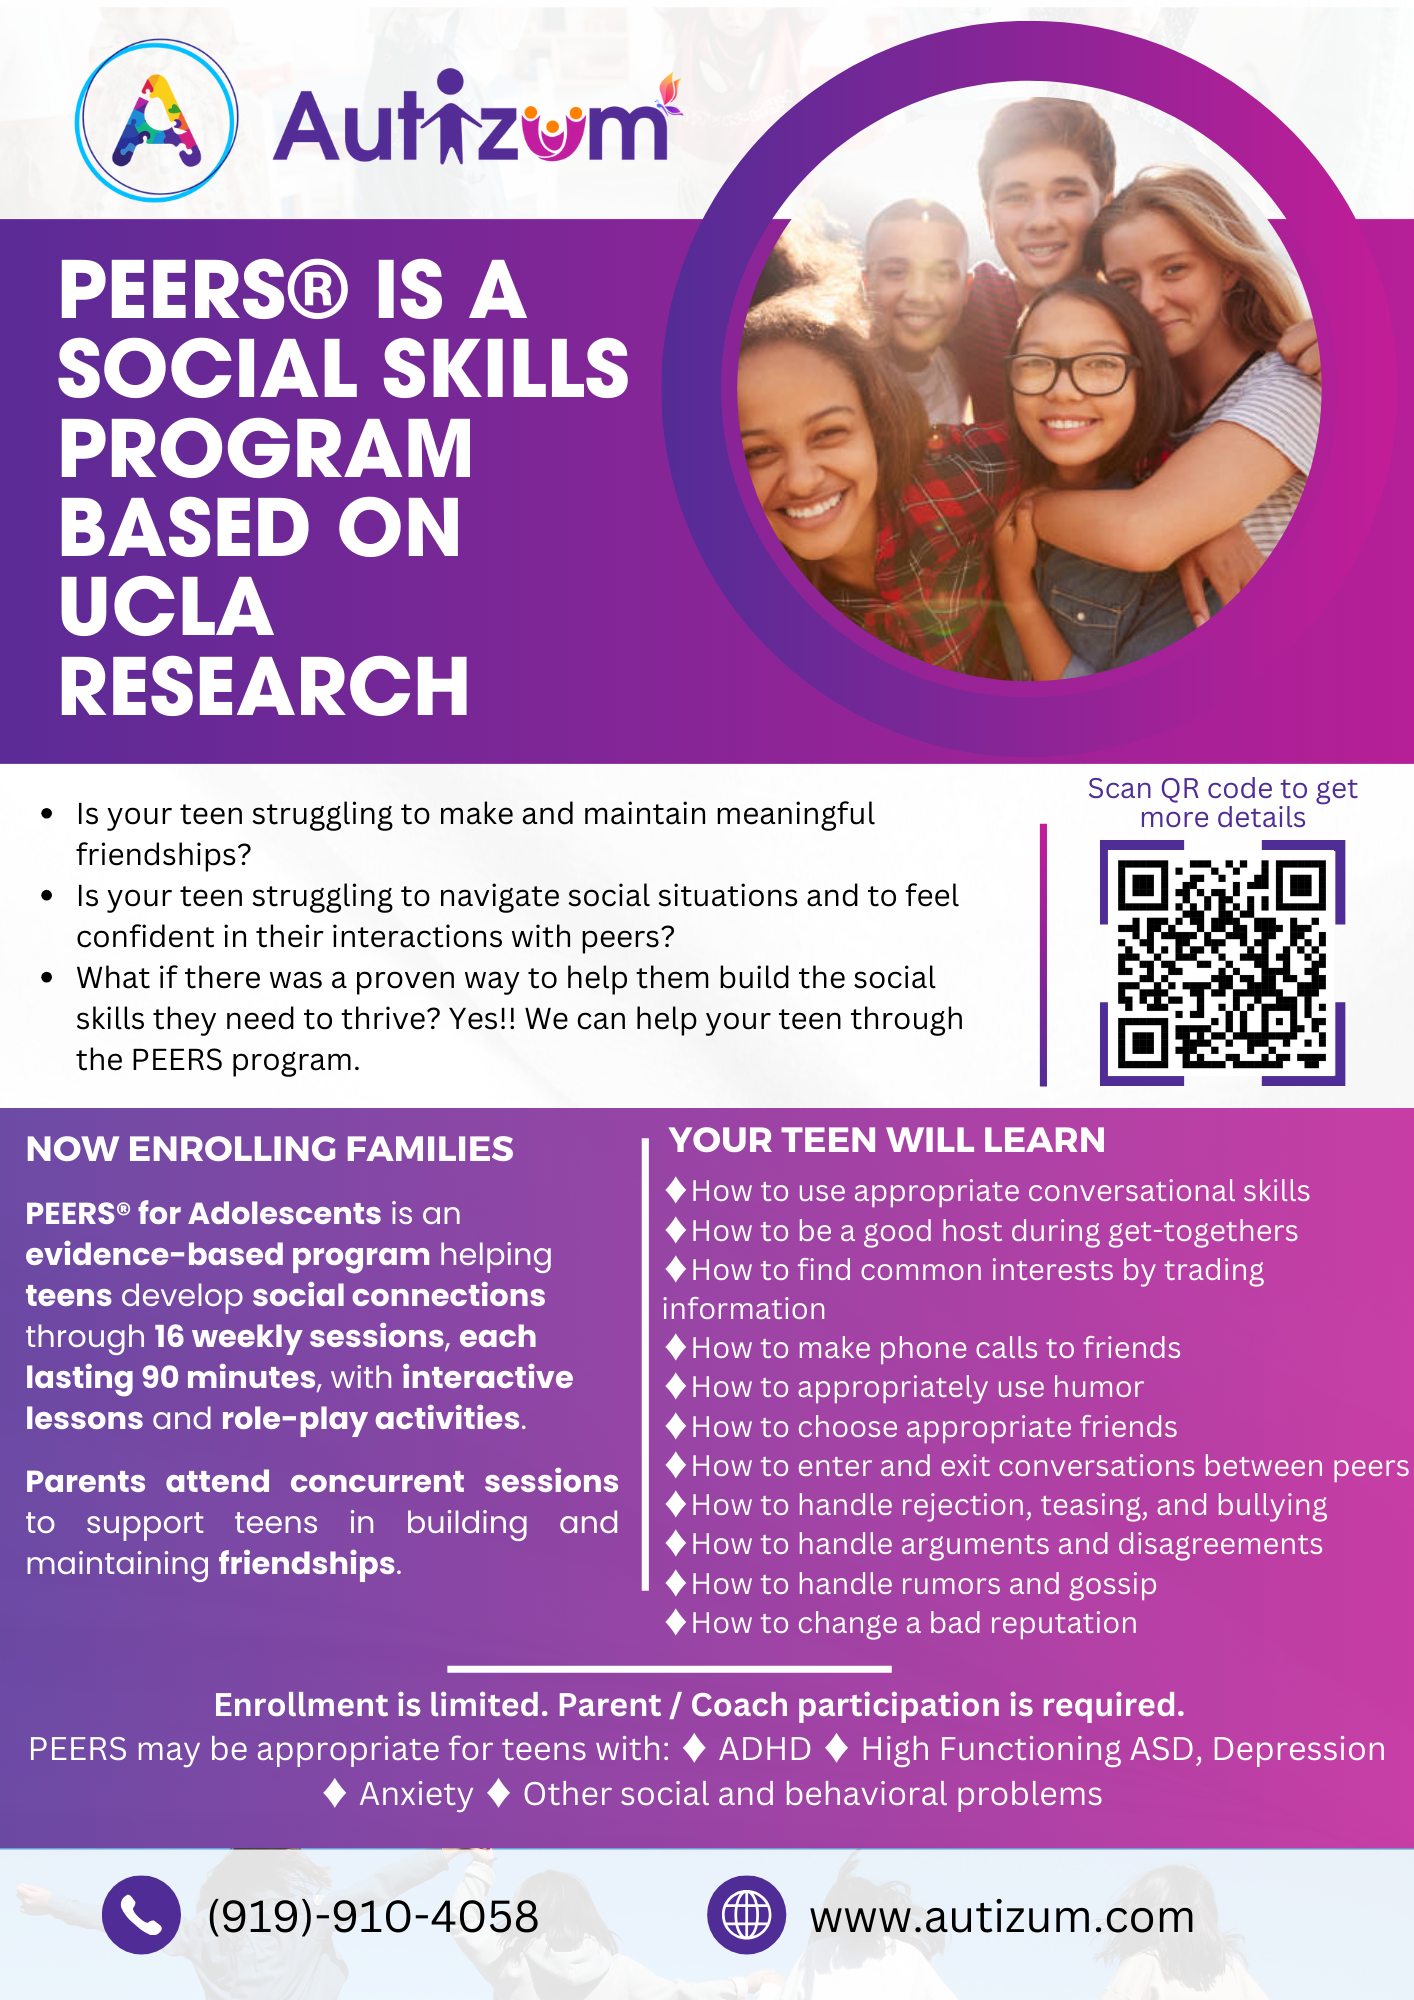 A Autizum
PEERS® IS A
SOCIAL SKILLS
PROGRAM
BASED ON
UCLA
RESEARCH
Scan QR code to get
more details
• Is your teen struggling to make and maintain meaningful
friendships?
• Is your teen struggling to navigate social situations and to feel
confident in their interactions with peers?
• What if there was a proven way to help them build the social
skills they need to thrive? Yes!! We can help your teen through
the PEERS program.
NOW ENROLLING FAMILIES
PEERS® for Adolescents is an
evidence-based program helping
teens develop social connections
through 16 weekly sessions, each
lasting 90 minutes, with interactive
lessons and role-play activities.
Parents attend concurrent sessions
to support teens in building and
maintaining friendships.
YOUR TEEN WILL LEARN
♦How to use appropriate conversational skills
♦How to be a good host during get-togethers
♦How to find common interests by trading
information
♦How to make phone calls to friends
♦How to appropriately use humor
♦How to choose appropriate friends
♦How to enter and exit conversations between peers
♦How to handle rejection, teasing, and bullying
♦How to handle arguments and disagreements
♦How to handle rumors and gossip
♦How to change a bad reputation
Enrollment is limited. Parent / Coach participation is required.
PEERS may be appropriate for teens with: ♦ ADHD ♦ High Functioning ASD, Depression
♦ Anxiety ♦ Other social and behavioral problems
(919)-910-4058
www.autizum.com